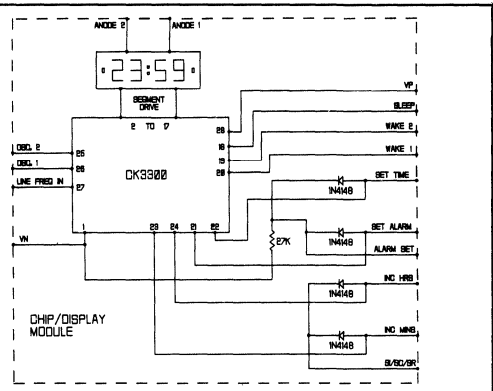 ANODE 2 ANODE 1
23:59
SEGMENT
DRIVE
2 TO 17
VP
28
SLEEP
18
WAKE 2
19
WAKE 1
20
OSC. 2
25
OSC. 1
26
LINE FREQ IN
27
CK3300
SET TIME
1N4148
1 23 24 21 22
VN
SET ALARM
27K
1N4148
ALARM SET
INC HRS
1N4148
CHIP/DISPLAY
MODULE
INC MINS
1N4148
SI/SC/SR